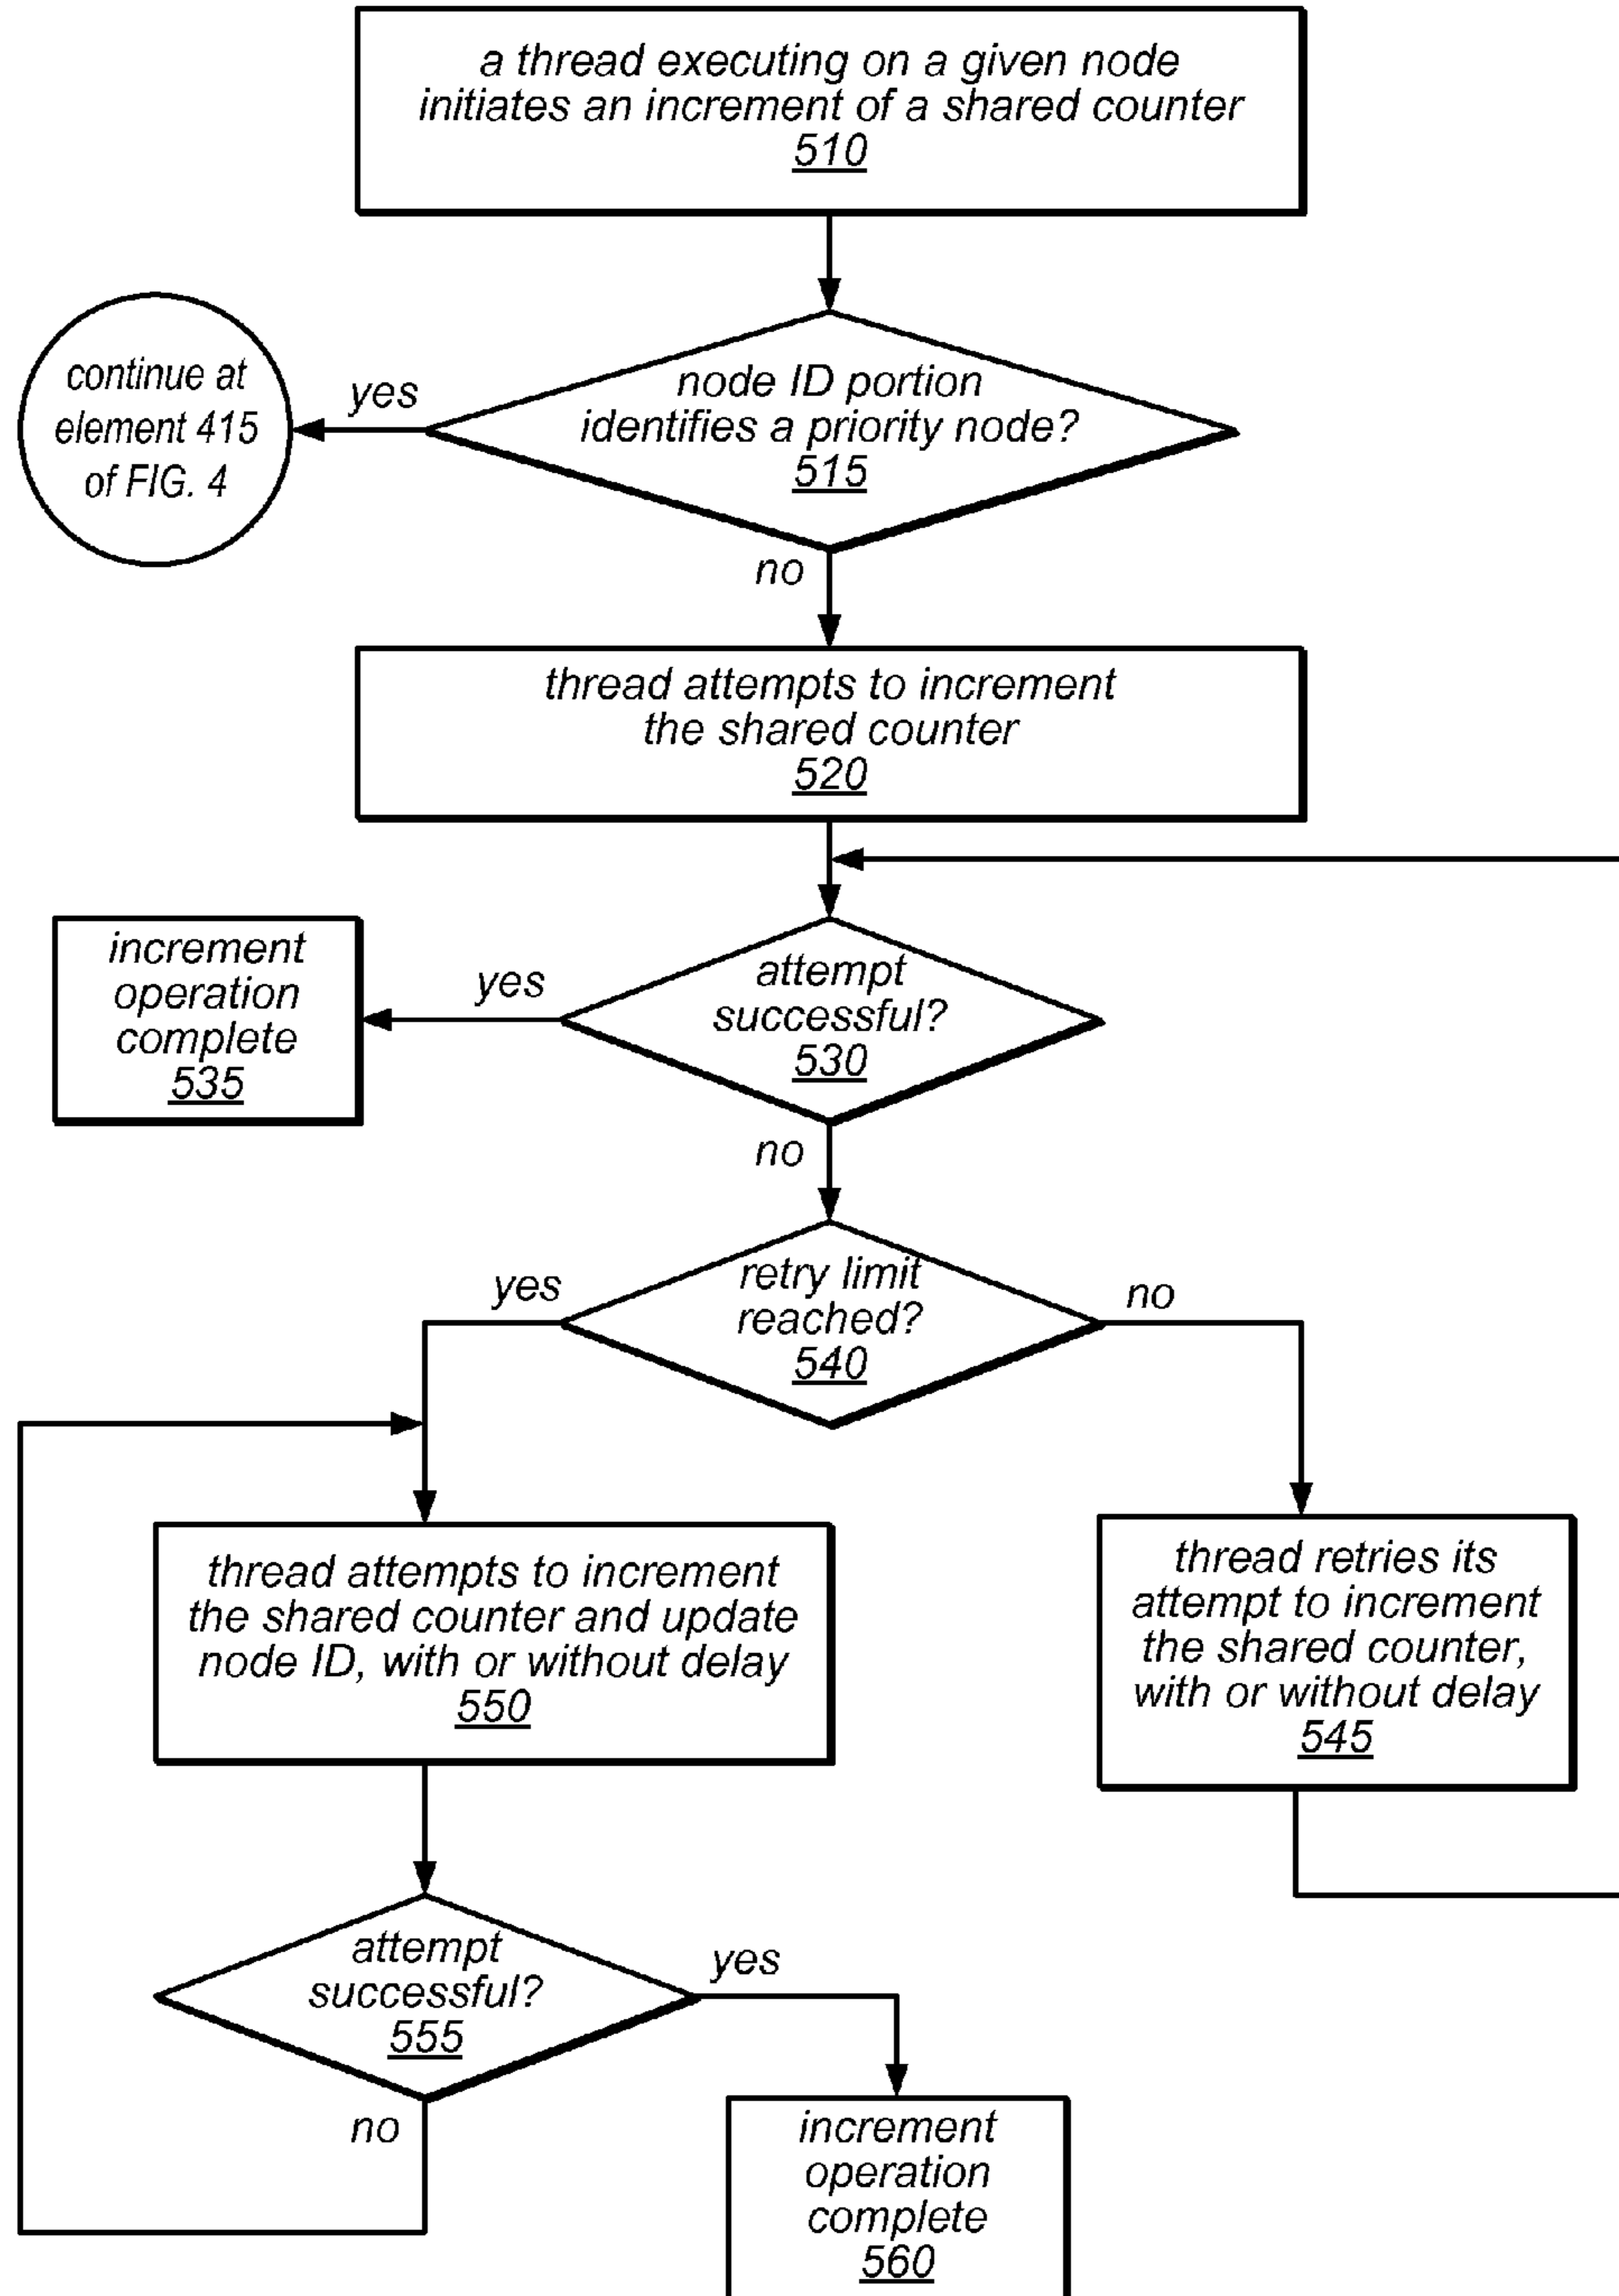 a thread executing on a given node
initiates an increment of a shared counter
510
continue at
element 415
of FIG. 4
yes
node ID portion
identifies a priority node?
515
no
thread attempts to increment
the shared counter
520
increment
operation
complete
535
yes
attempt
successful?
530
no
yes
retry limit
reached?
540
no
thread attempts to increment
the shared counter and update
node ID, with or without delay
550
thread retries its
attempt to increment
the shared counter,
with or without delay
545
attempt
successful?
555
yes
no
increment
operation
complete
560